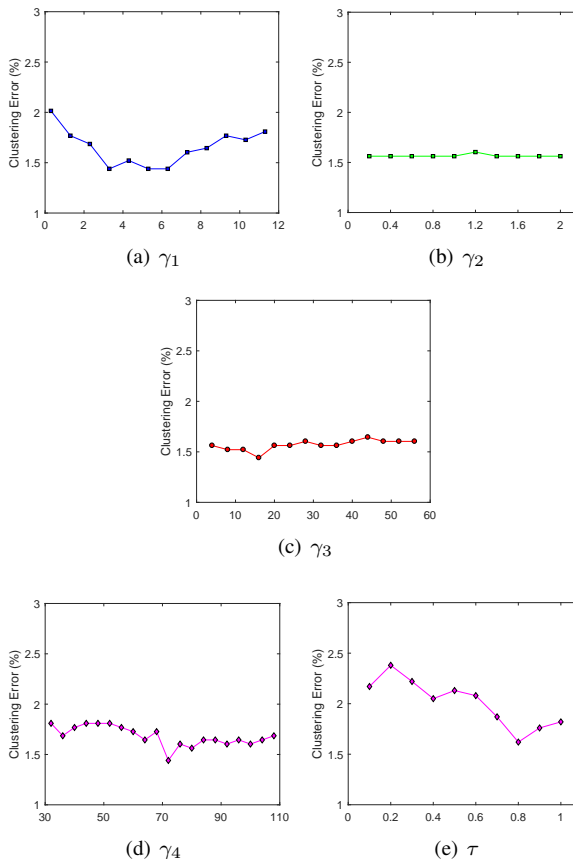 3
3
2.5
2.5
Clustering Error (%)
Clustering Error (%)
2
2
1.5
1.5
1
1
0 2 4 6 8 10 12
0 0.4 0.8 1.2 1.6 2
(a) γ1
(b) γ2
3
2.5
Clustering Error (%)
2
1.5
1
0 10 20 30 40 50 60
(c) γ3
3
3
2.5
2.5
Clustering Error (%)
Clustering Error (%)
2
2
1.5
1.5
1
1
30 50 70 90 110
0 0.2 0.4 0.6 0.8 1
(d) γ4
(e) τ